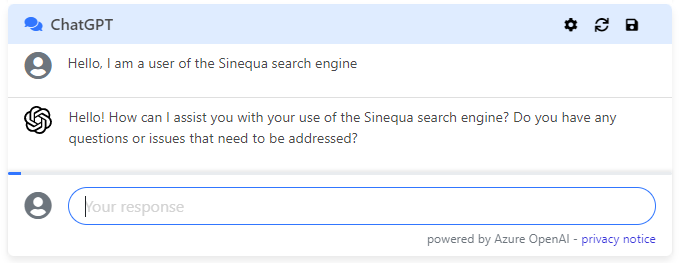 ChatGPT
Hello, I am a user of the Sinequa search engine
Hello! How can I assist you with your use of the Sinequa search engine? Do you have any
questions or issues that need to be addressed?
Your response
powered by Azure OpenAI - privacy notice